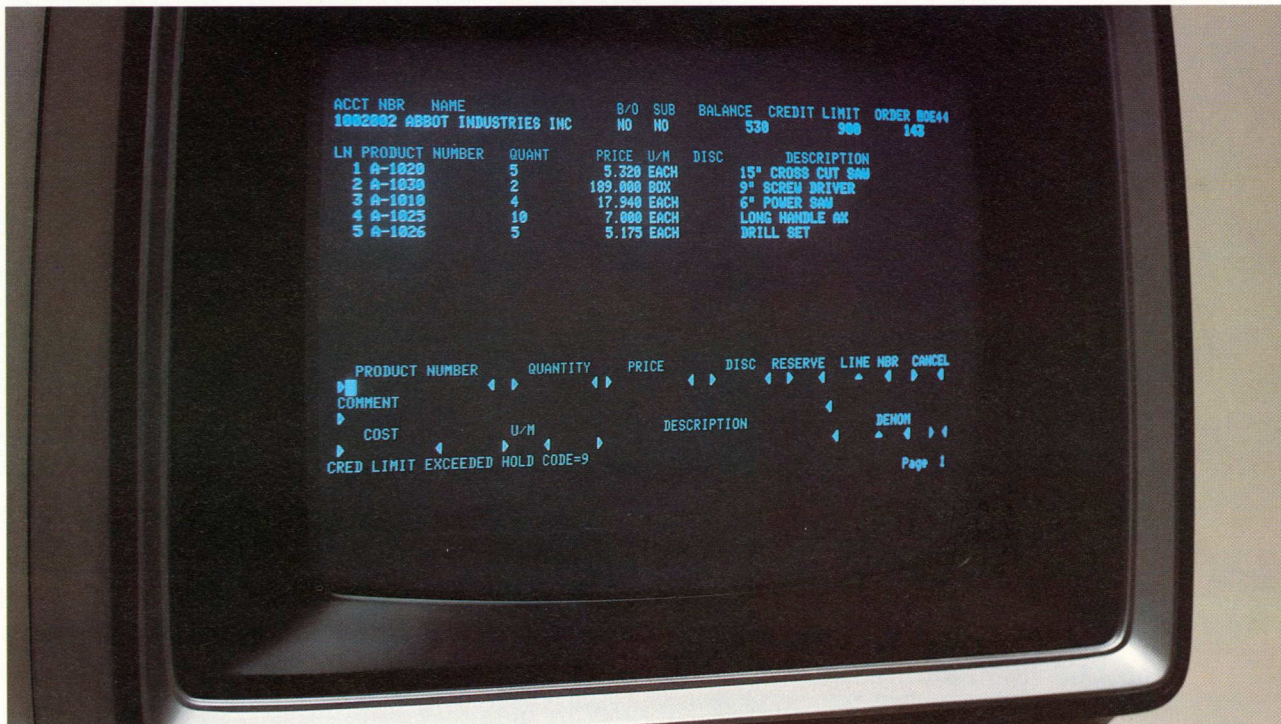 ACCT NBR NAME B/O SUB BALANCE CREDIT LIMIT ORDER BOE44
1002002 ABBOT INDUSTRIES INC NO NO 530 900 143
LN PRODUCT NUMBER QUANT PRICE U/M DISC DESCRIPTION
1 A-1020 5 5.320 EACH 15" CROSS CUT SAW
2 A-1030 2 109.000 BOX 9" SCREW DRIVER
3 A-1010 4 17.940 EACH 6" POWER SAW
4 A-1025 10 7.000 EACH LONG HANDLE AX
5 A-1026 5 5.175 EACH DRILL SET
PRODUCT NUMBER QUANTITY PRICE DISC RESERVE LINE NBR CANCEL
COMMENT
COST U/M DESCRIPTION DENOM
CRED LIMIT EXCEEDED HOLD CODE=9 Page 1